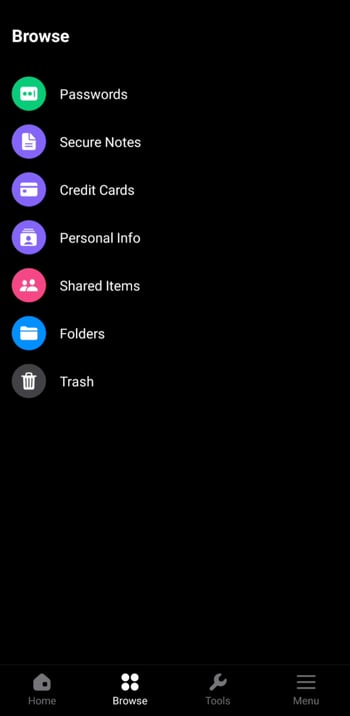 Browse
Passwords
Secure Notes
Credit Cards
Personal Info
Shared Items
Folders
Trash
Home
Browse
Tools
Menu